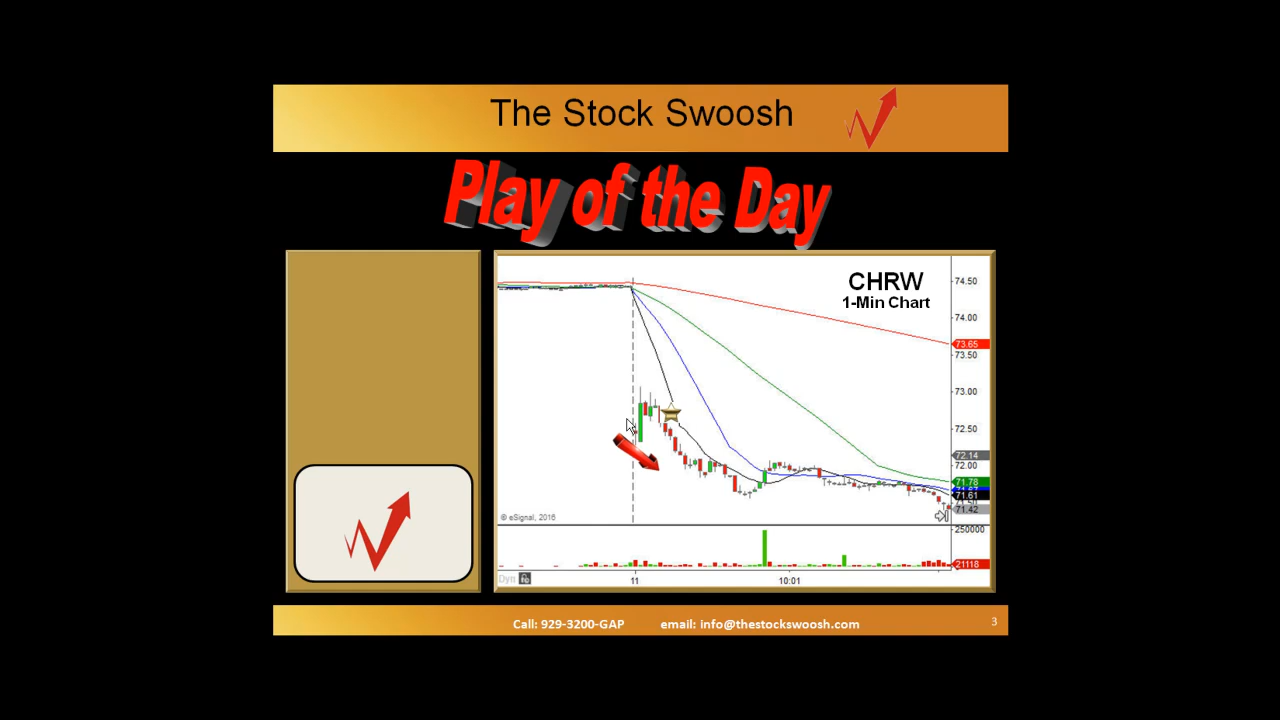 The Stock Swoosh
Play of the Day
CHRW
1-Min Chart
74.50
74.00
73.65
73.50
73.00
72.50
72.14
72.00
71.78
71.61
71.42
© eSignal, 2016
250000
21118
Dyn
11
10:01
Call: 929-3200-GAP email: info@thestockswoosh.com
3